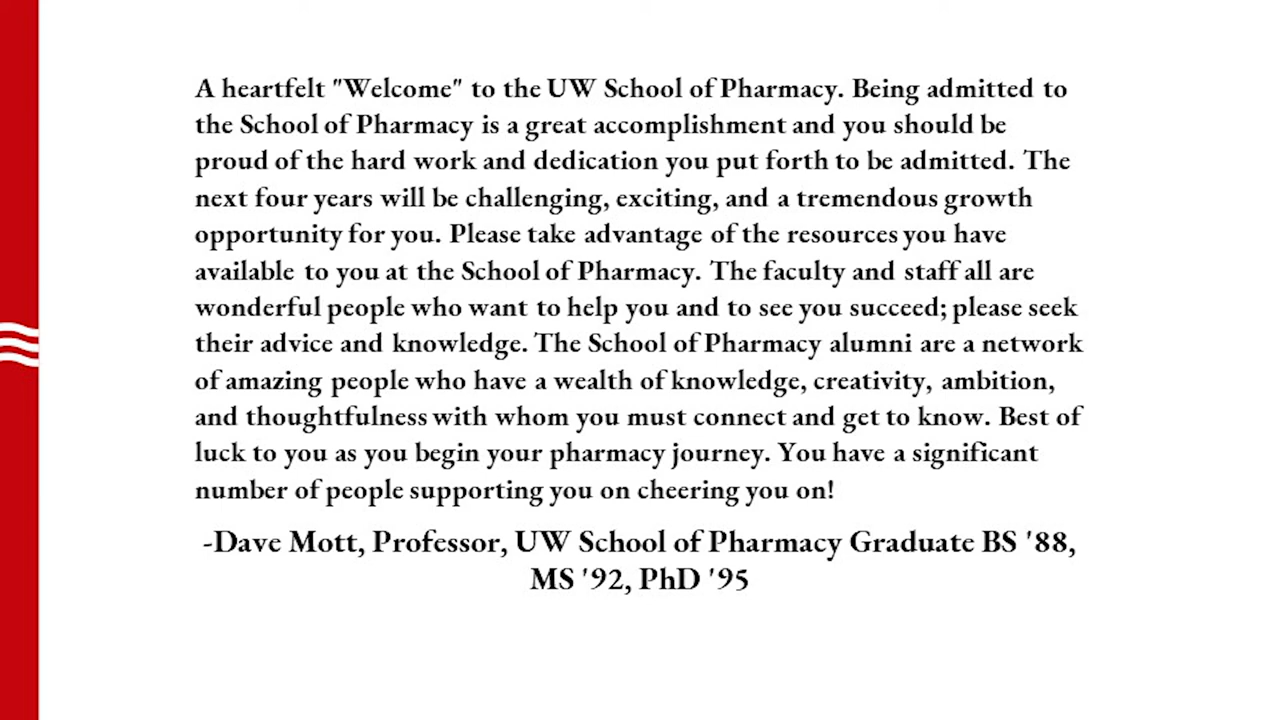 A heartfelt "Welcome" to the UW School of Pharmacy. Being admitted to
the School of Pharmacy is a great accomplishment and you should be
proud of the hard work and dedication you put forth to be admitted. The
next four years will be challenging, exciting, and a tremendous growth
opportunity for you. Please take advantage of the resources you have
available to you at the School of Pharmacy. The faculty and staff all are
wonderful people who want to help you and to see you succeed; please seek
their advice and knowledge. The School of Pharmacy alumni are a network
of amazing people who have a wealth of knowledge, creativity, ambition,
and thoughtfulness with whom you must connect and get to know. Best of
luck to you as you begin your pharmacy journey. You have a significant
number of people supporting you on cheering you on!
-Dave Mott, Professor, UW School of Pharmacy Graduate BS '88,
MS '92, PhD '95